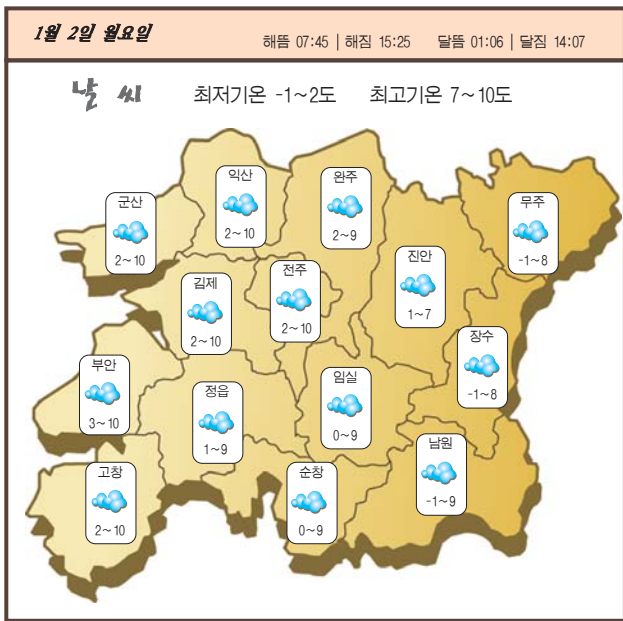 1월 2일 월요일
해뜸 07:45 | 해짐 15:25 달뜸 01:06 | 달짐 14:07
날 씨 최저기온 -1~2도 최고기온 7~10도
군산
2~10
익산
2~10
완주
2~9
무주
-1~8
김제
2~10
전주
2~10
진안
1~7
장수
-1~8
부안
3~10
정읍
1~9
임실
0~9
남원
-1~9
고창
2~10
순창
0~9